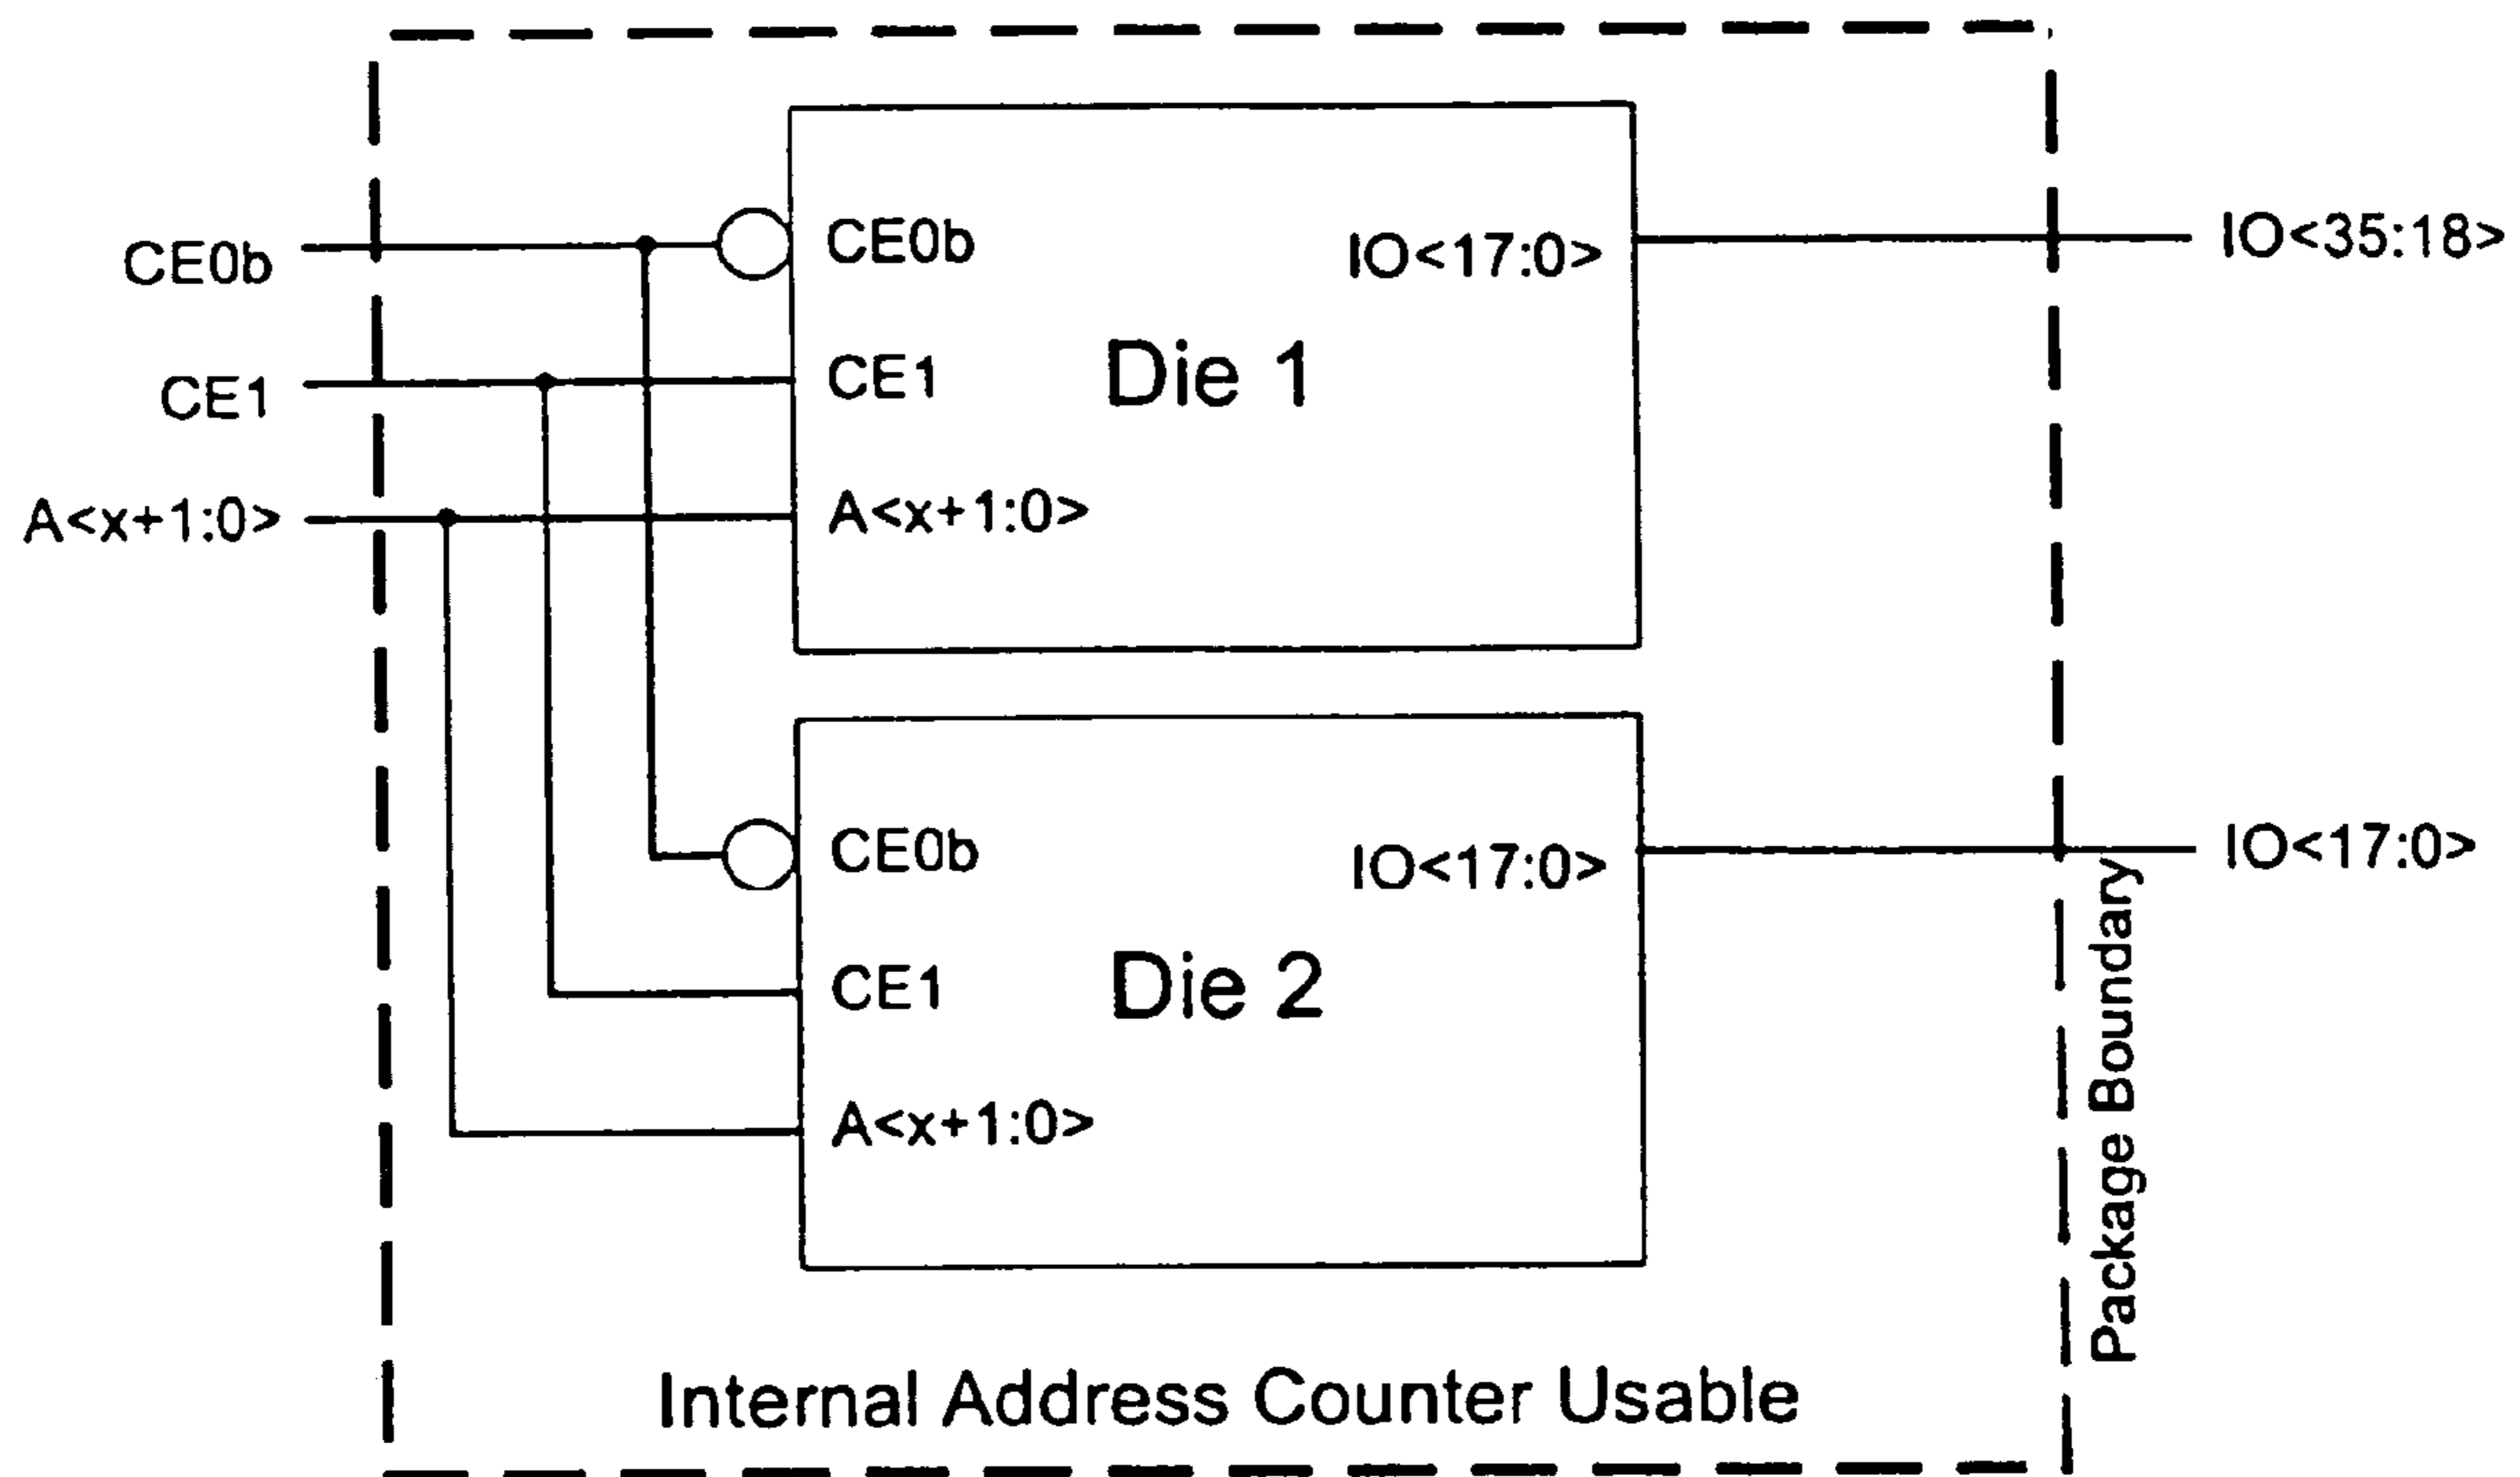 CE0b
CE1
A<x+1:0>
CE0b
CE1
A<x+1:0>
IO<17:0>
Die 1
IO<35:18>
CE0b
CE1
A<x+1:0>
IO<17:0>
Die 2
IO<17:0>
Package Boundary
Internal Address Counter Usable